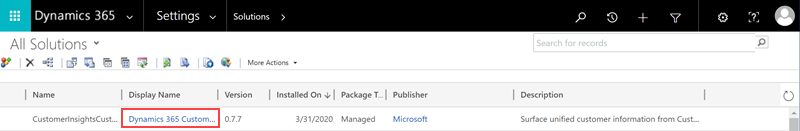 Dynamics 365 Settings Solutions
All Solutions
Search for records
More Actions
Name Display Name Version Installed On ↓ Package T... Publisher Description
CustomerInsightsCust... Dynamics 365 Custom... 0.7.7 3/31/2020 Managed Microsoft Surface unified customer information from Cust...